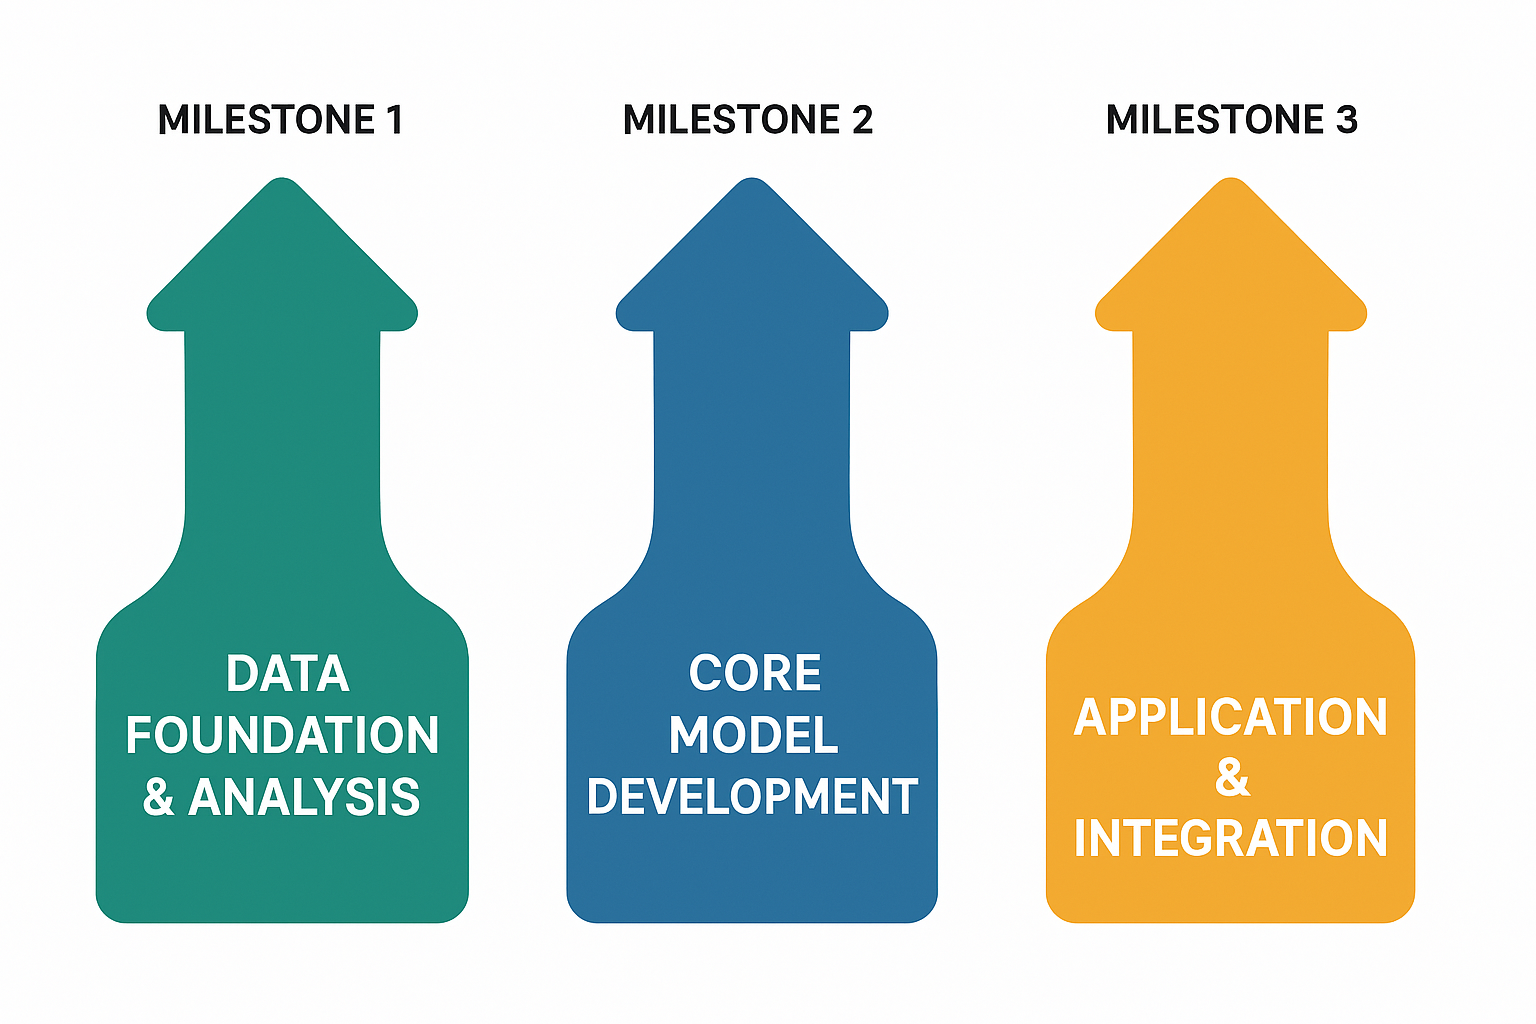 MILESTONE 1
DATA
FOUNDATION
& ANALYSIS
MILESTONE 2
CORE
MODEL
DEVELOPMENT
MILESTONE 3
APPLICATION
&
INTEGRATION